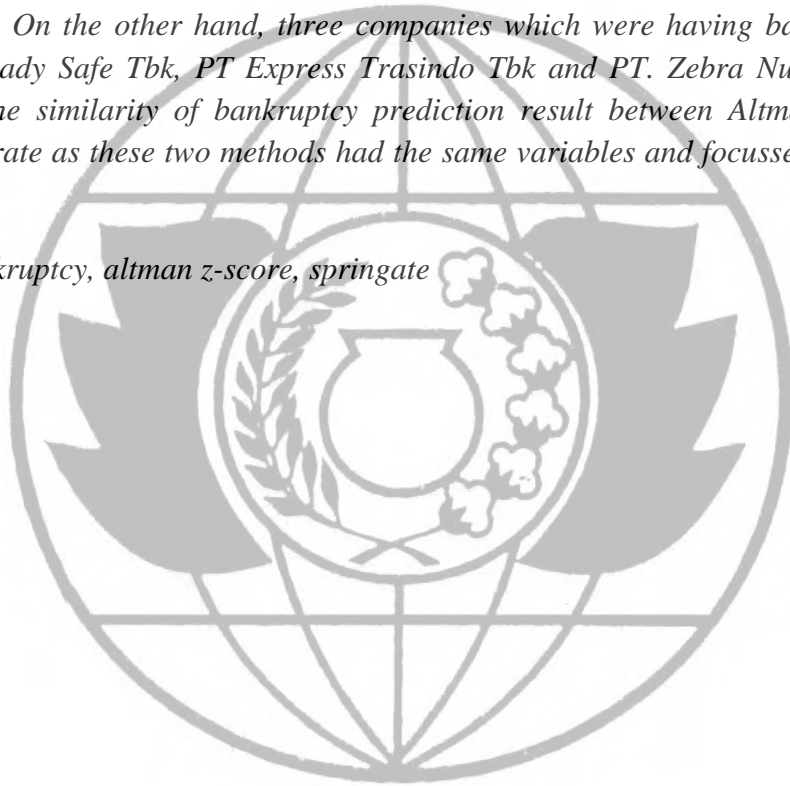 On the other hand, three companies which were having ba
ady Safe Tbk, PT Express Trasindo Tbk and PT. Zebra Nu
he similarity of bankruptcy prediction result between Altma
rate as these two methods had the same variables and focusse
kruptcy, altman z-score, springate